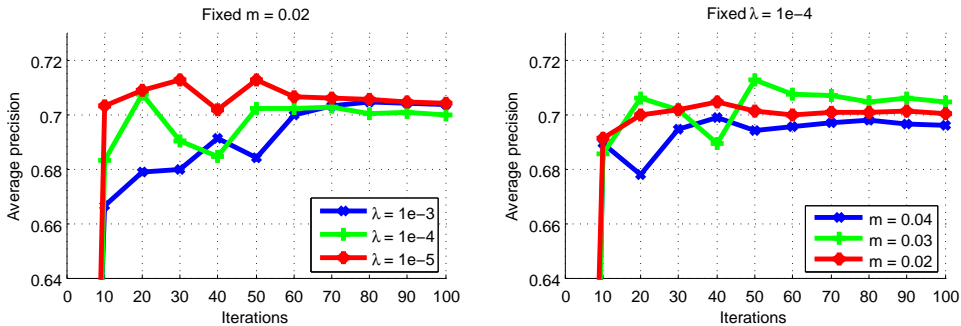 Fixed m = 0.02
Average precision
0.72
0.7
0.68
0.66
0.64
0 10 20 30 40 50 60 70 80 90 100
Iterations
λ = 1e−3
λ = 1e−4
λ = 1e−5
Fixed λ = 1e−4
Average precision
0.72
0.7
0.68
0.66
0.64
0 10 20 30 40 50 60 70 80 90 100
Iterations
m = 0.04
m = 0.03
m = 0.02